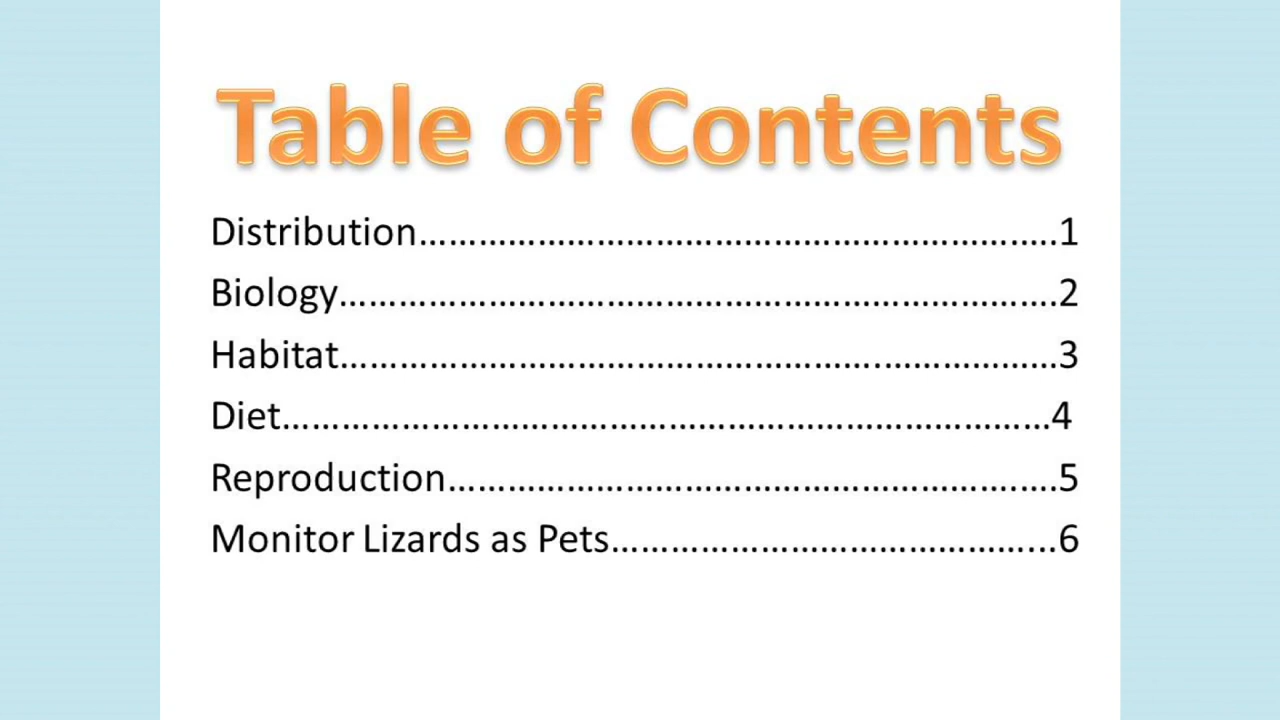 Table of Contents
Distribution……………………………………………………….…..1
Biology……………………………………………………………….2
Habitat……………………………………………….………………3
Diet……………………………………………………………………4
Reproduction…………………………………………………….….5
Monitor Lizards as Pets……………………………………...6